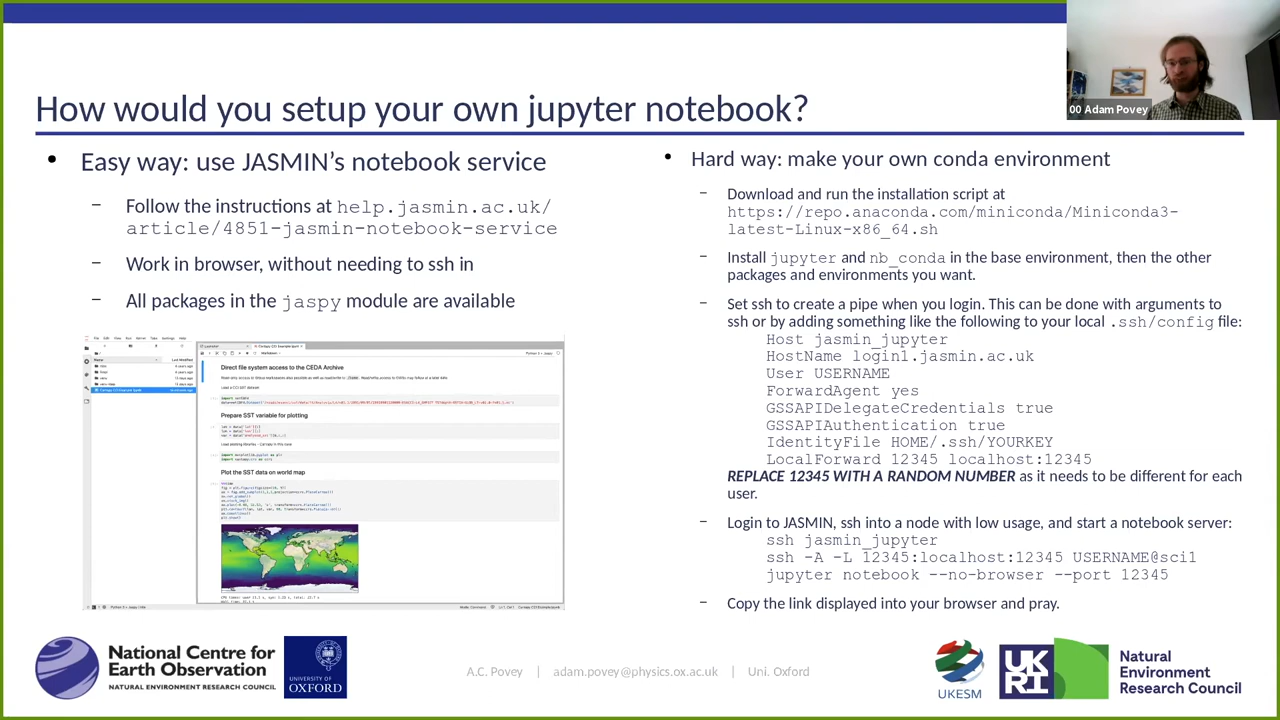 How would you setup your own jupyter notebook?
00 Adam Povey
• Easy way: use JASMIN's notebook service
– Follow the instructions at help.jasmin.ac.uk/
article/4851-jasmin-notebook-service
– Work in browser, without needing to ssh in
– All packages in the jaspy module are available
Direct file system access to the CEDA Archive
Prepare SST variable for plotting
Plot the SST data on world map
• Hard way: make your own conda environment
– Download and run the installation script at
https://repo.anaconda.com/miniconda/Miniconda3-
latest-Linux-x86_64.sh
– Install jupyter and nb_conda in the base environment, then the other
packages and environments you want.
– Set ssh to create a pipe when you login. This can be done with arguments to
ssh or by adding something like the following to your local .ssh/config file:
Host jasmin_jupyter
HostName login1.jasmin.ac.uk
User USERNAME
ForwardAgent yes
GSSAPIDelegateCredentials true
GSSAPIAuthentication true
IdentityFile HOME/.ssh/YOURKEY
LocalForward 12345 localhost:12345
REPLACE 12345 WITH A RANDOM NUMBER as it needs to be different for each
user.
– Login to JASMIN, ssh into a node with low usage, and start a notebook server:
ssh jasmin_jupyter
ssh -A -L 12345:localhost:12345 USERNAME@sci1
jupyter notebook --no-browser --port 12345
– Copy the link displayed into your browser and pray.
National Centre for
Earth Observation
NATURAL ENVIRONMENT RESEARCH COUNCIL
UNIVERSITY OF
OXFORD
A.C. Povey | adam.povey@physics.ox.ac.uk | Uni. Oxford
UKESM
UKRI
Natural
Environment
Research Council